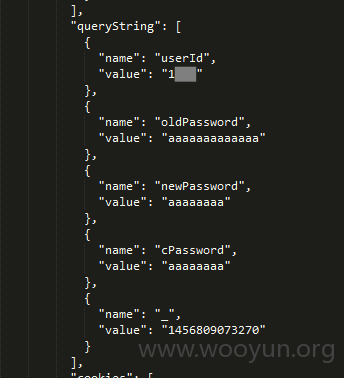 ],
"queryString": [
{
"name": "userId",
"value": "1"
},
{
"name": "oldPassword",
"value": "aaaaaaaaaaaaa"
},
{
"name": "newPassword",
"value": "aaaaaaaa"
},
{
"name": "cPassword",
"value": "aaaaaaaa"
},
{
"name": "_",
"value": "1456809073270"
}
],
"cookies": [
www.wooyun.org